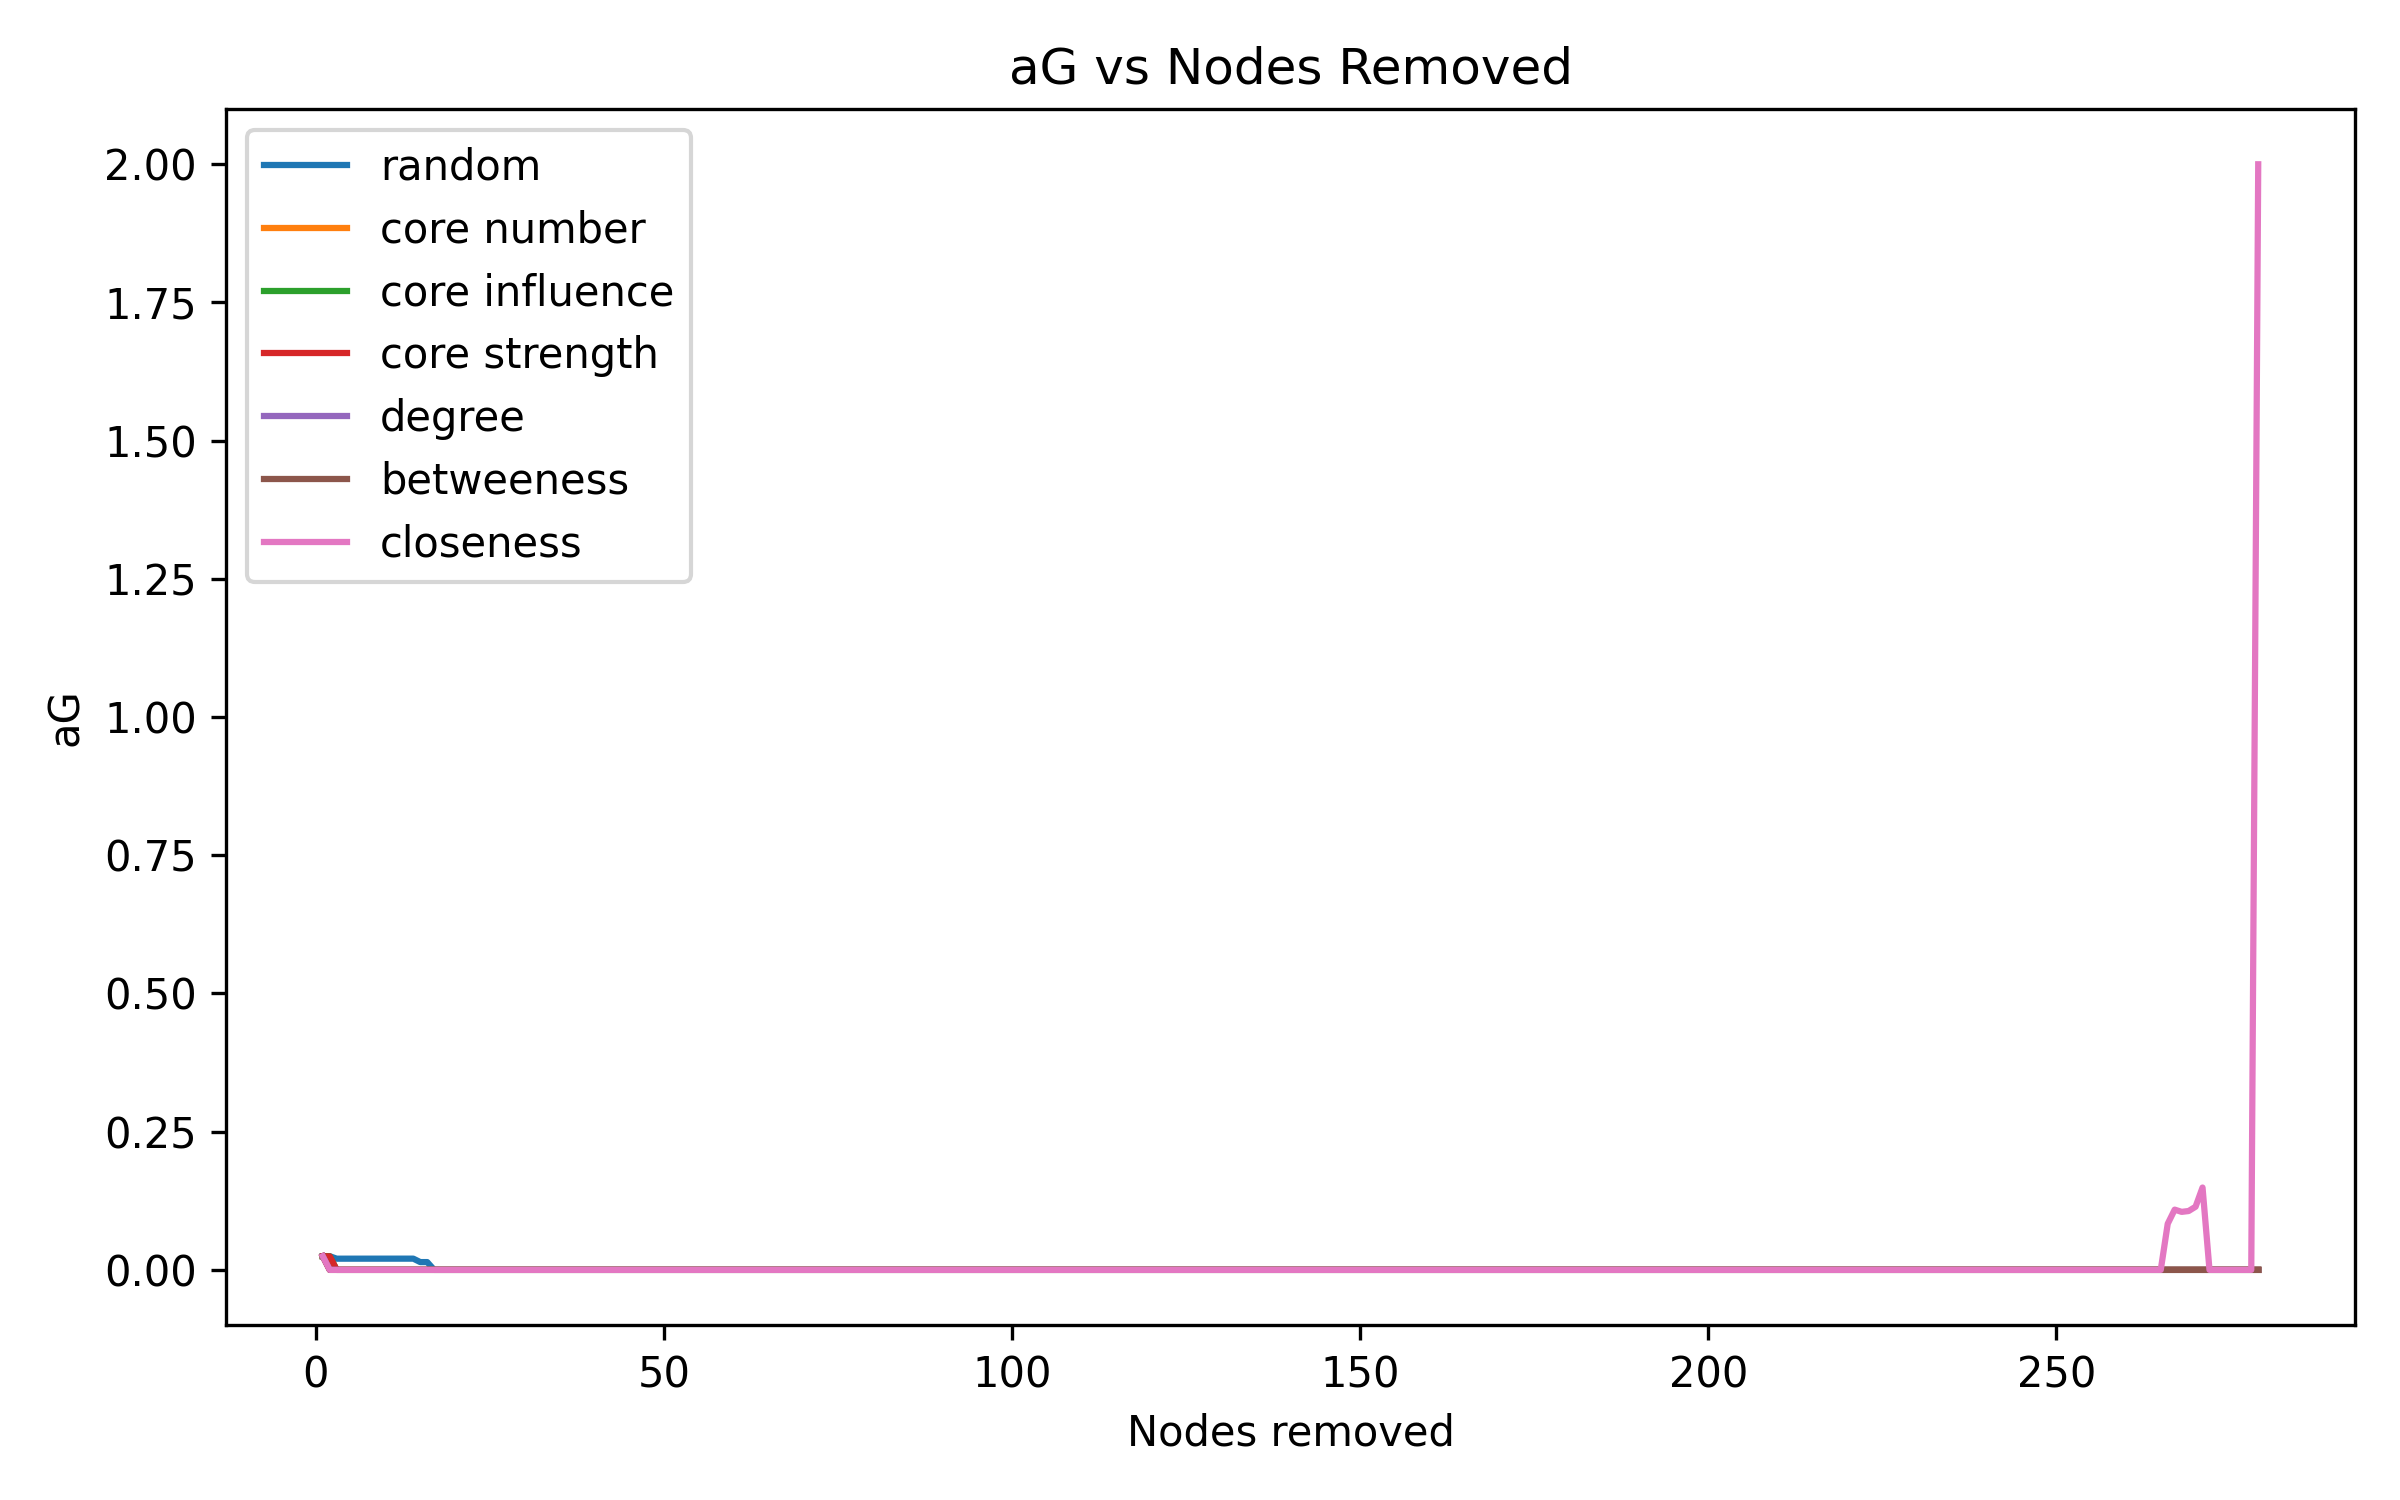 aG vs Nodes Removed
random
core number
core influence
core strength
degree
betweeness
closeness
2.00
1.75
1.50
1.25
1.00
0.75
0.50
0.25
0.00
aG
0 50 100 150 200 250
Nodes removed